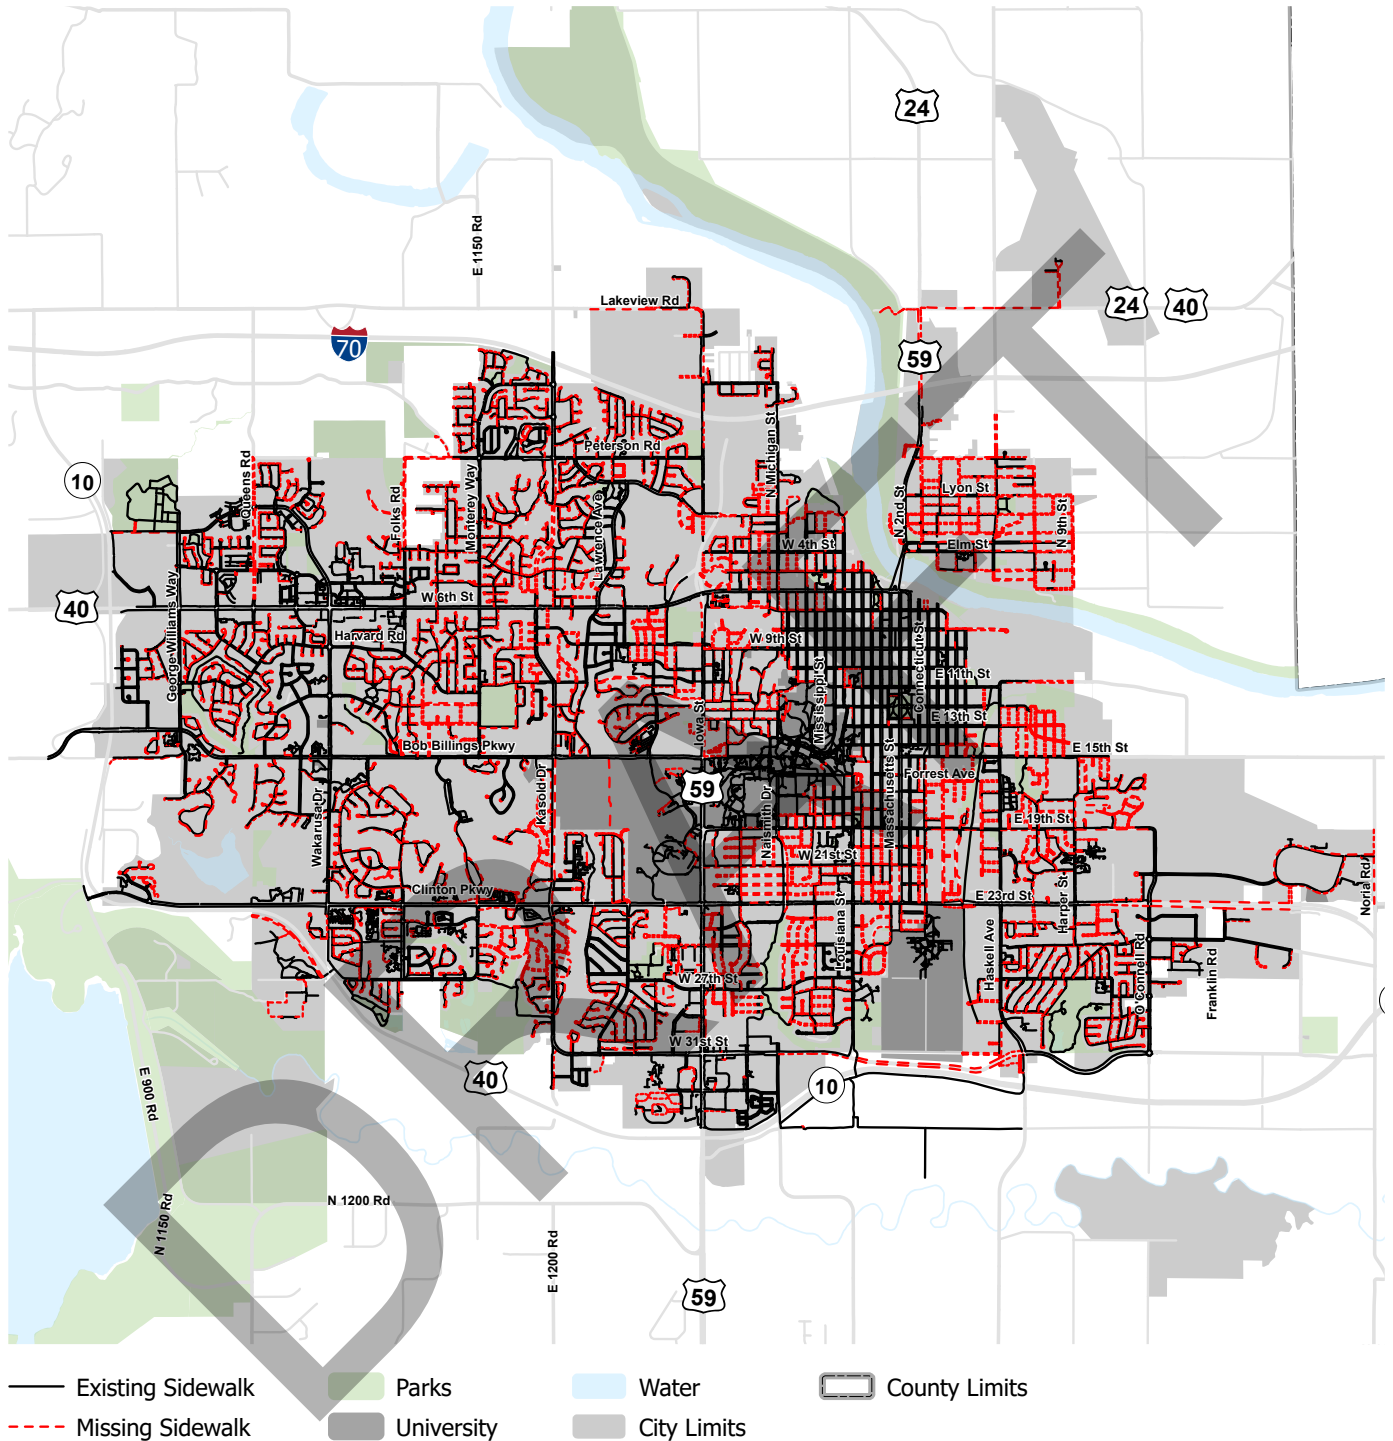 24
E 1150 Rd
Lakeview Rd
24
40
70
59
N Michigan St
Peterson Rd
10
Queens Rd
Folks Rd
Monterey Way
Lawrence Ave
Lyon St
N 2nd St
N 9th St
W 4th St
Elm St
40
George Williams Way
W 6th St
Harvard Rd
W 9th St
Connecticut St
E 11th St
Mississippi St
E 13th St
Iowa St
Bob Billings Pkwy
E 15th St
Forrest Ave
59
Kasold Dr
Wakarusa Dr
Naismith Dr
Massachusetts St
E 19th St
W 21st St
Clinton Pkwy
E 23rd St
Harper St
Noria Rd
Louisiana St
Haskell Ave
O'Connell Rd
Franklin Rd
W 27th St
W 31st St
40
10
E 900 Rd
N 1150 Rd
N 1200 Rd
E 1200 Rd
59
DRAFT
Existing Sidewalk
Parks
Water
County Limits
Missing Sidewalk
University
City Limits